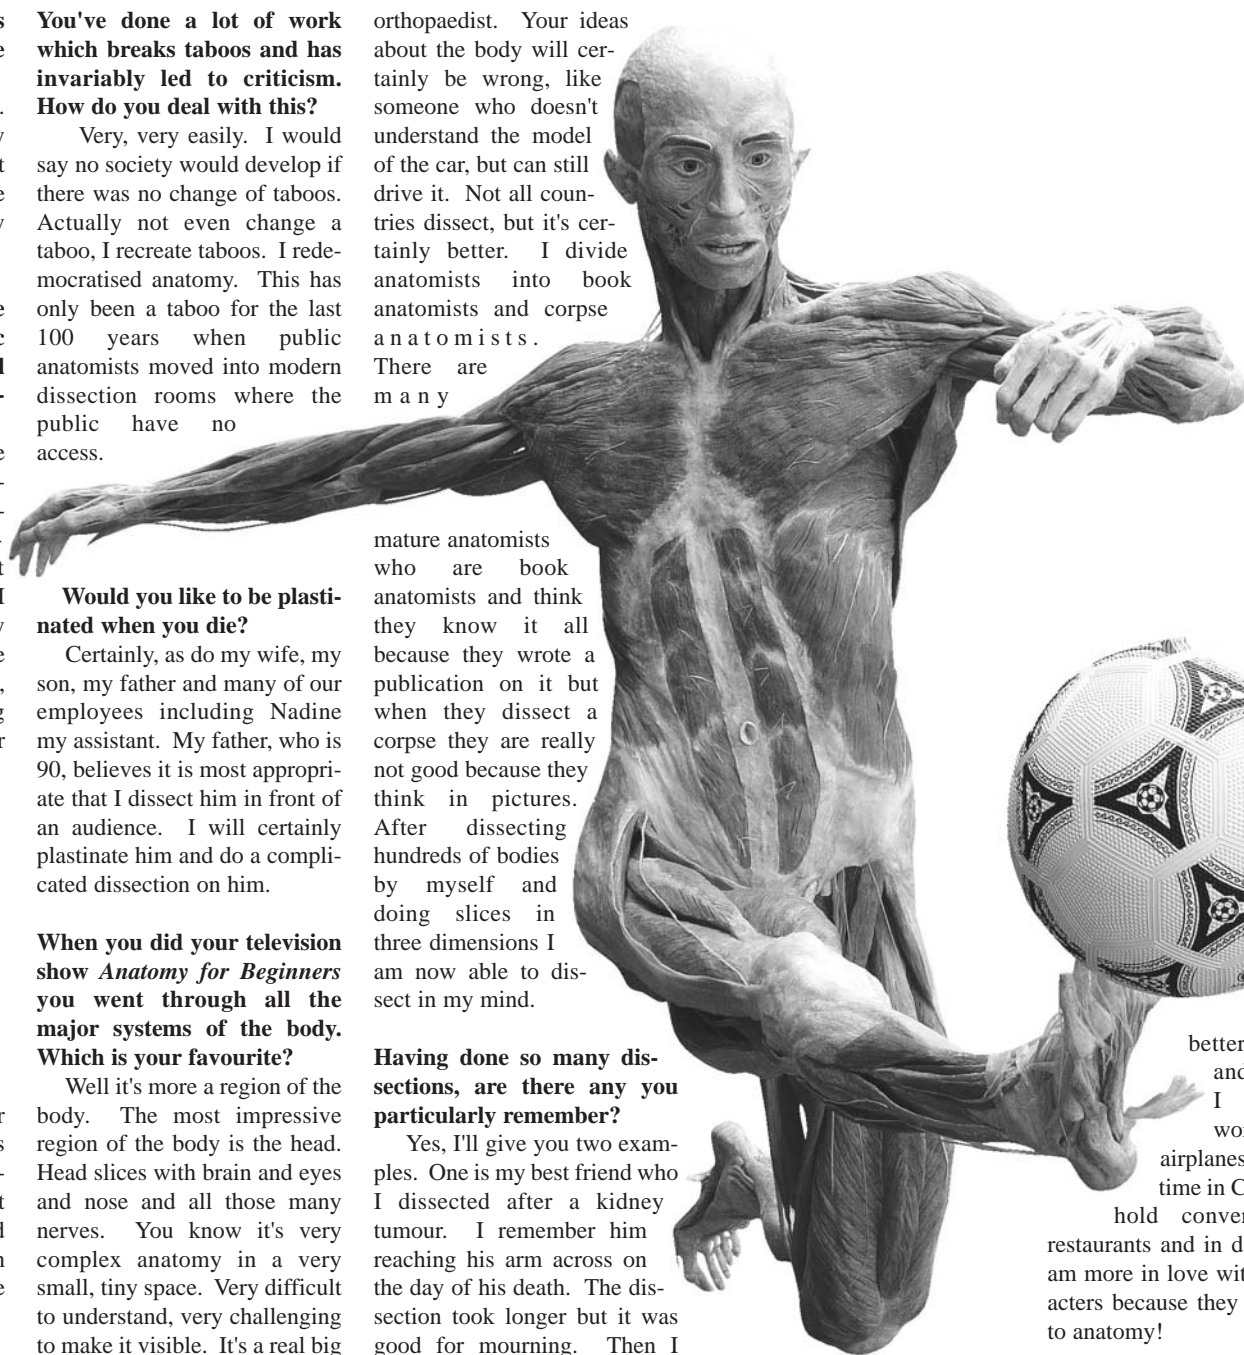 You've done a lot of work
which breaks taboos and has
invariably led to criticism.
How do you deal with this?
Very, very easily. I would
say no society would develop if
there was no change of taboos.
Actually not even change a
taboo, I recreate taboos. I rede-
mocratised anatomy. This has
only been a taboo for the last
100 years when public
anatomists moved into modern
dissection rooms where the
public have no
access.
Would you like to be plasti-
nated when you die?
Certainly, as do my wife, my
son, my father and many of our
employees including Nadine
my assistant. My father, who is
90, believes it is most appropri-
ate that I dissect him in front of
an audience. I will certainly
plastinate him and do a compli-
cated dissection on him.
When you did your television
show Anatomy for Beginners
you went through all the
major systems of the body.
Which is your favourite?
Well it's more a region of the
body. The most impressive
region of the body is the head.
Head slices with brain and eyes
and nose and all those many
nerves. You know it's very
complex anatomy in a very
small, tiny space. Very difficult
to understand, very challenging
to make it visible. It's a real big
orthopaedist. Your ideas
about the body will cer-
tainly be wrong, like
someone who doesn't
understand the model
of the car, but can still
drive it. Not all coun-
tries dissect, but it's cer-
tainly better. I divide
anatomists into book
anatomists and corpse
anatomists.
There are
many
mature anatomists
who are book
anatomists and think
they know it all
because they wrote a
publication on it but
when they dissect a
corpse they are really
not good because they
think in pictures.
After dissecting
hundreds of bodies
by myself and
doing slices in
three dimensions I
am now able to dis-
sect in my mind.
Having done so many dis-
sections, are there any you
particularly remember?
Yes, I'll give you two exam-
ples. One is my best friend who
I dissected after a kidney
tumour. I remember him
reaching his arm across on
the day of his death. The dis-
section took longer but it was
good for mourning. Then I
better
and
I
airplanes
time in
hold
restaurants and in
am more in love
acters because they
to anatomy!